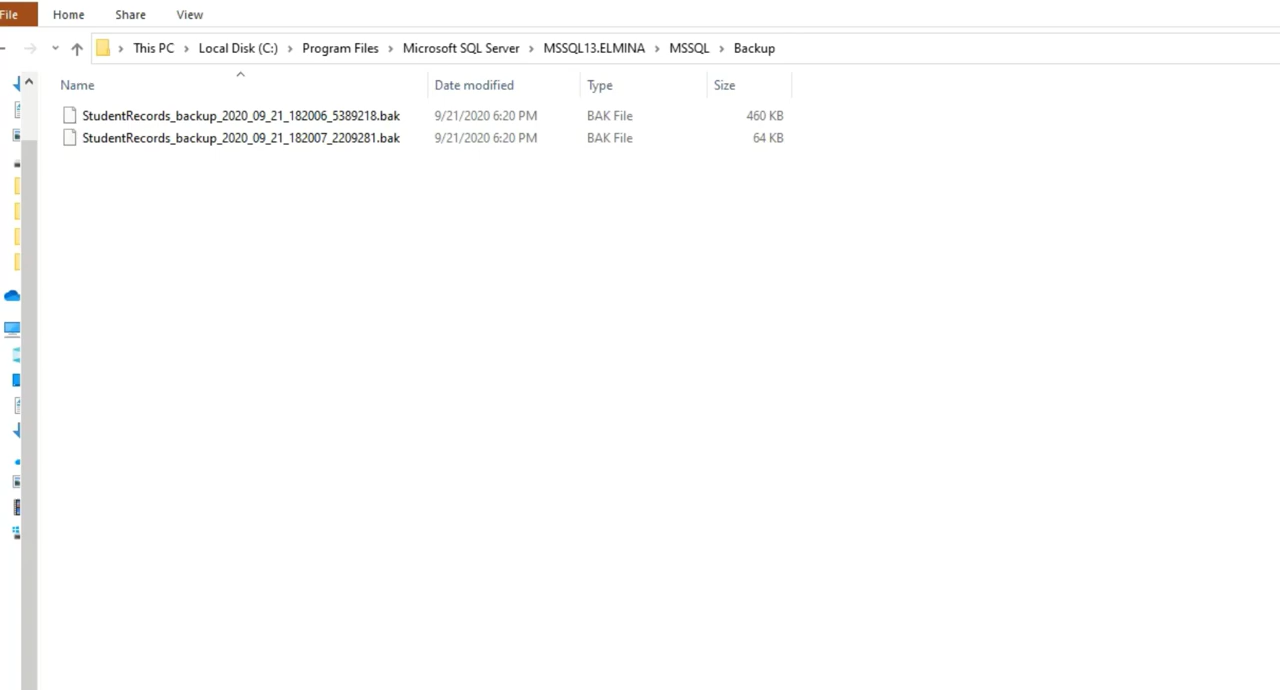 File Home Share View
This PC > Local Disk (C:) > Program Files > Microsoft SQL Server > MSSQL13.ELMINA > MSSQL > Backup
Name Date modified Type Size
StudentRecords_backup_2020_09_21_182006_5389218.bak 9/21/2020 6:20 PM BAK File 460 KB
StudentRecords_backup_2020_09_21_182007_2209281.bak 9/21/2020 6:20 PM BAK File 64 KB